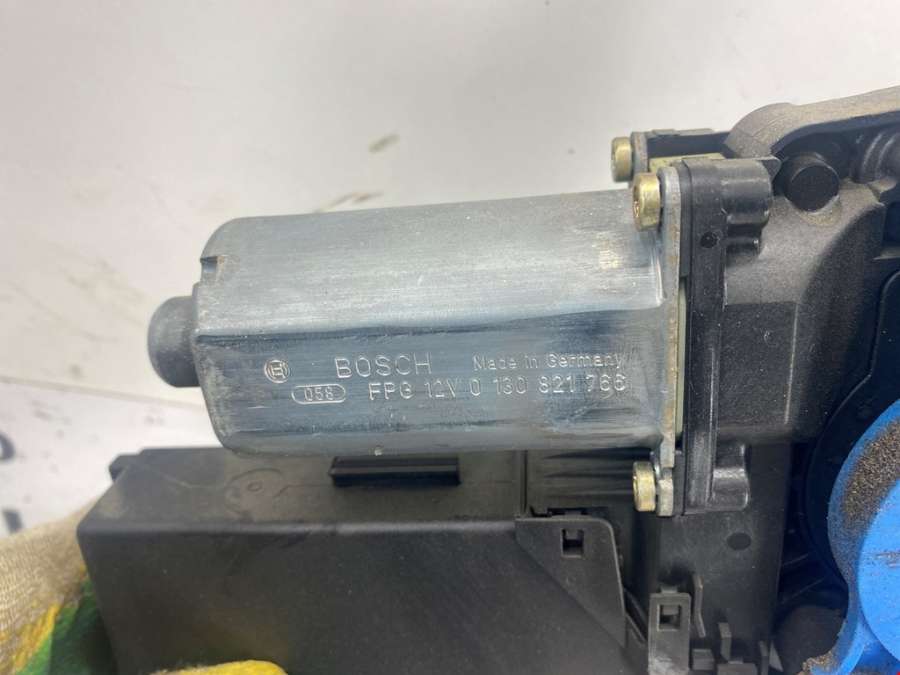 BOSCH Made in Germany
058 FPG 12V 0 130 821 766